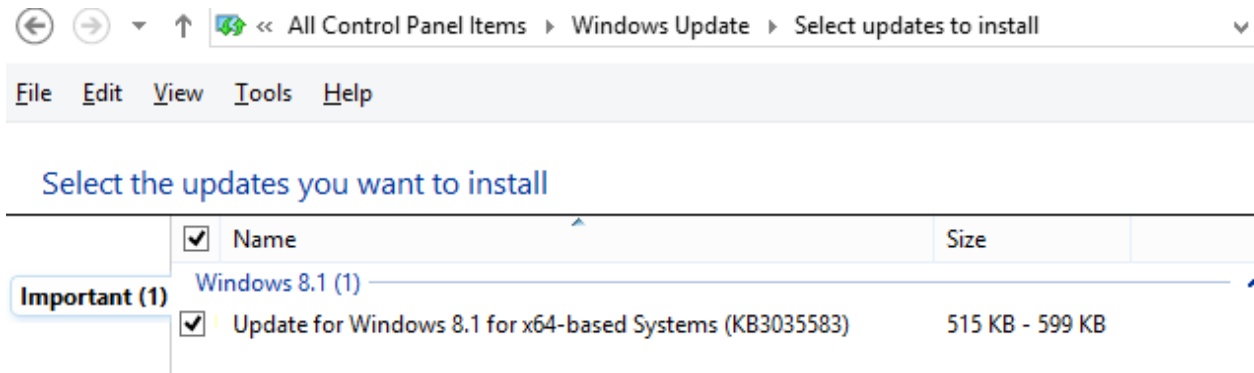 « All Control Panel Items ▸ Windows Update ▸ Select updates to install
File Edit View Tools Help
Select the updates you want to install
Name Size
Windows 8.1 (1)
Important (1)
Update for Windows 8.1 for x64-based Systems (KB3035583) 515 KB - 599 KB